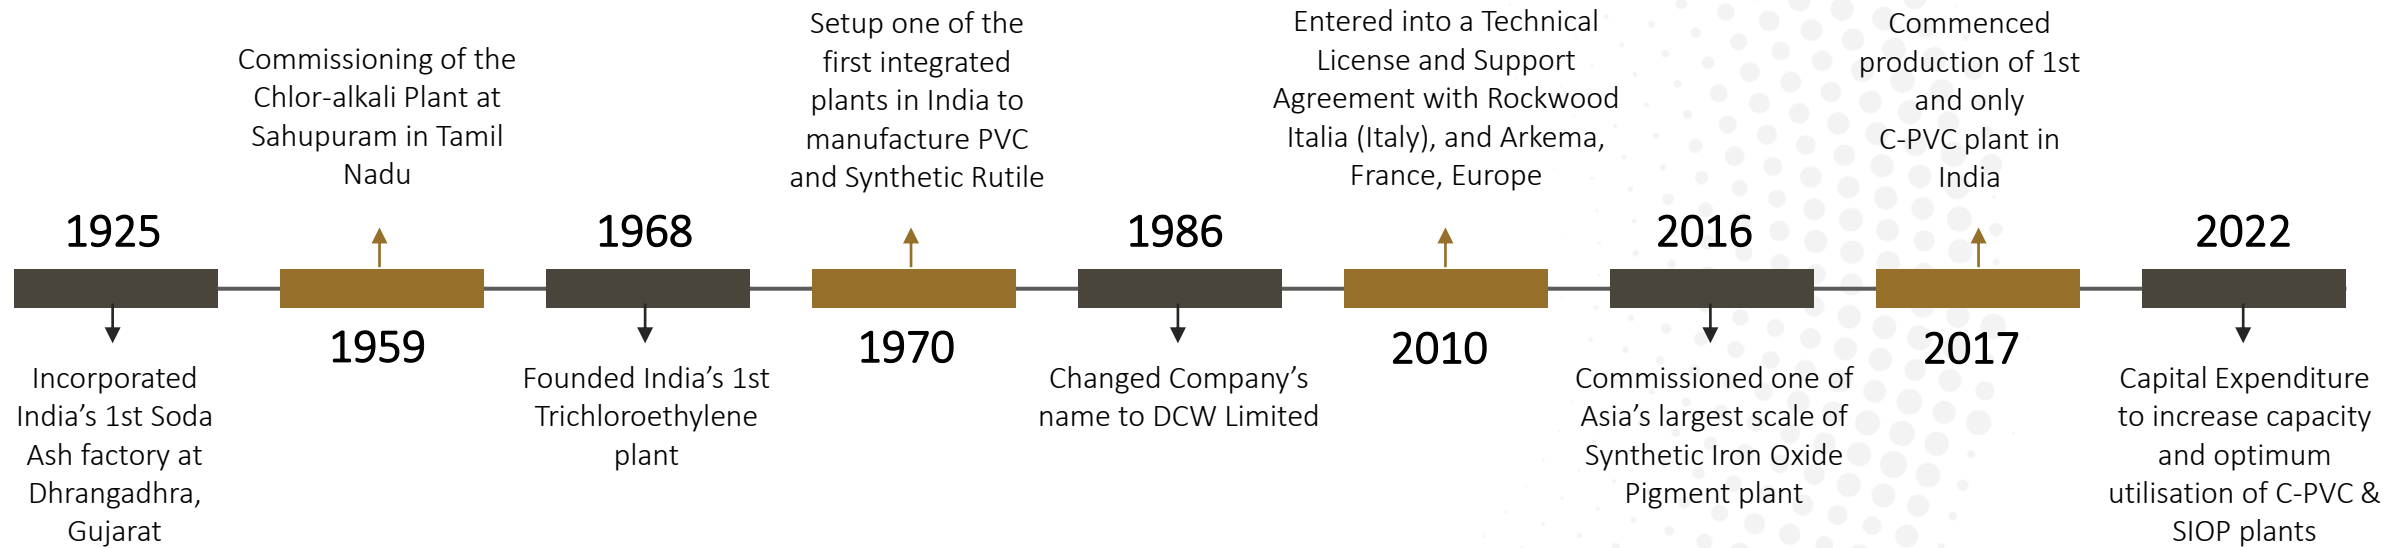 1925
Incorporated
India’s 1st Soda
Ash factory at
Dhrangadhra,
Gujarat
Commissioning of the
Chlor-alkali Plant at
Sahupuram in Tamil
Nadu
1959
1968
Founded India’s 1st
Trichloroethylene
plant
Setup one of the
first integrated
plants in India to
manufacture PVC
and Synthetic Rutile
1970
1986
Changed Company’s
name to DCW Limited
Entered into a Technical
License and Support
Agreement with Rockwood
Italia (Italy), and Arkema,
France, Europe
2010
2016
Commissioned one of
Asia’s largest scale of
Synthetic Iron Oxide
Pigment plant
Commenced
production of 1st
and only
C-PVC plant in
India
2017
2022
Capital Expenditure
to increase capacity
and optimum
utilisation of C-PVC &
SIOP plants